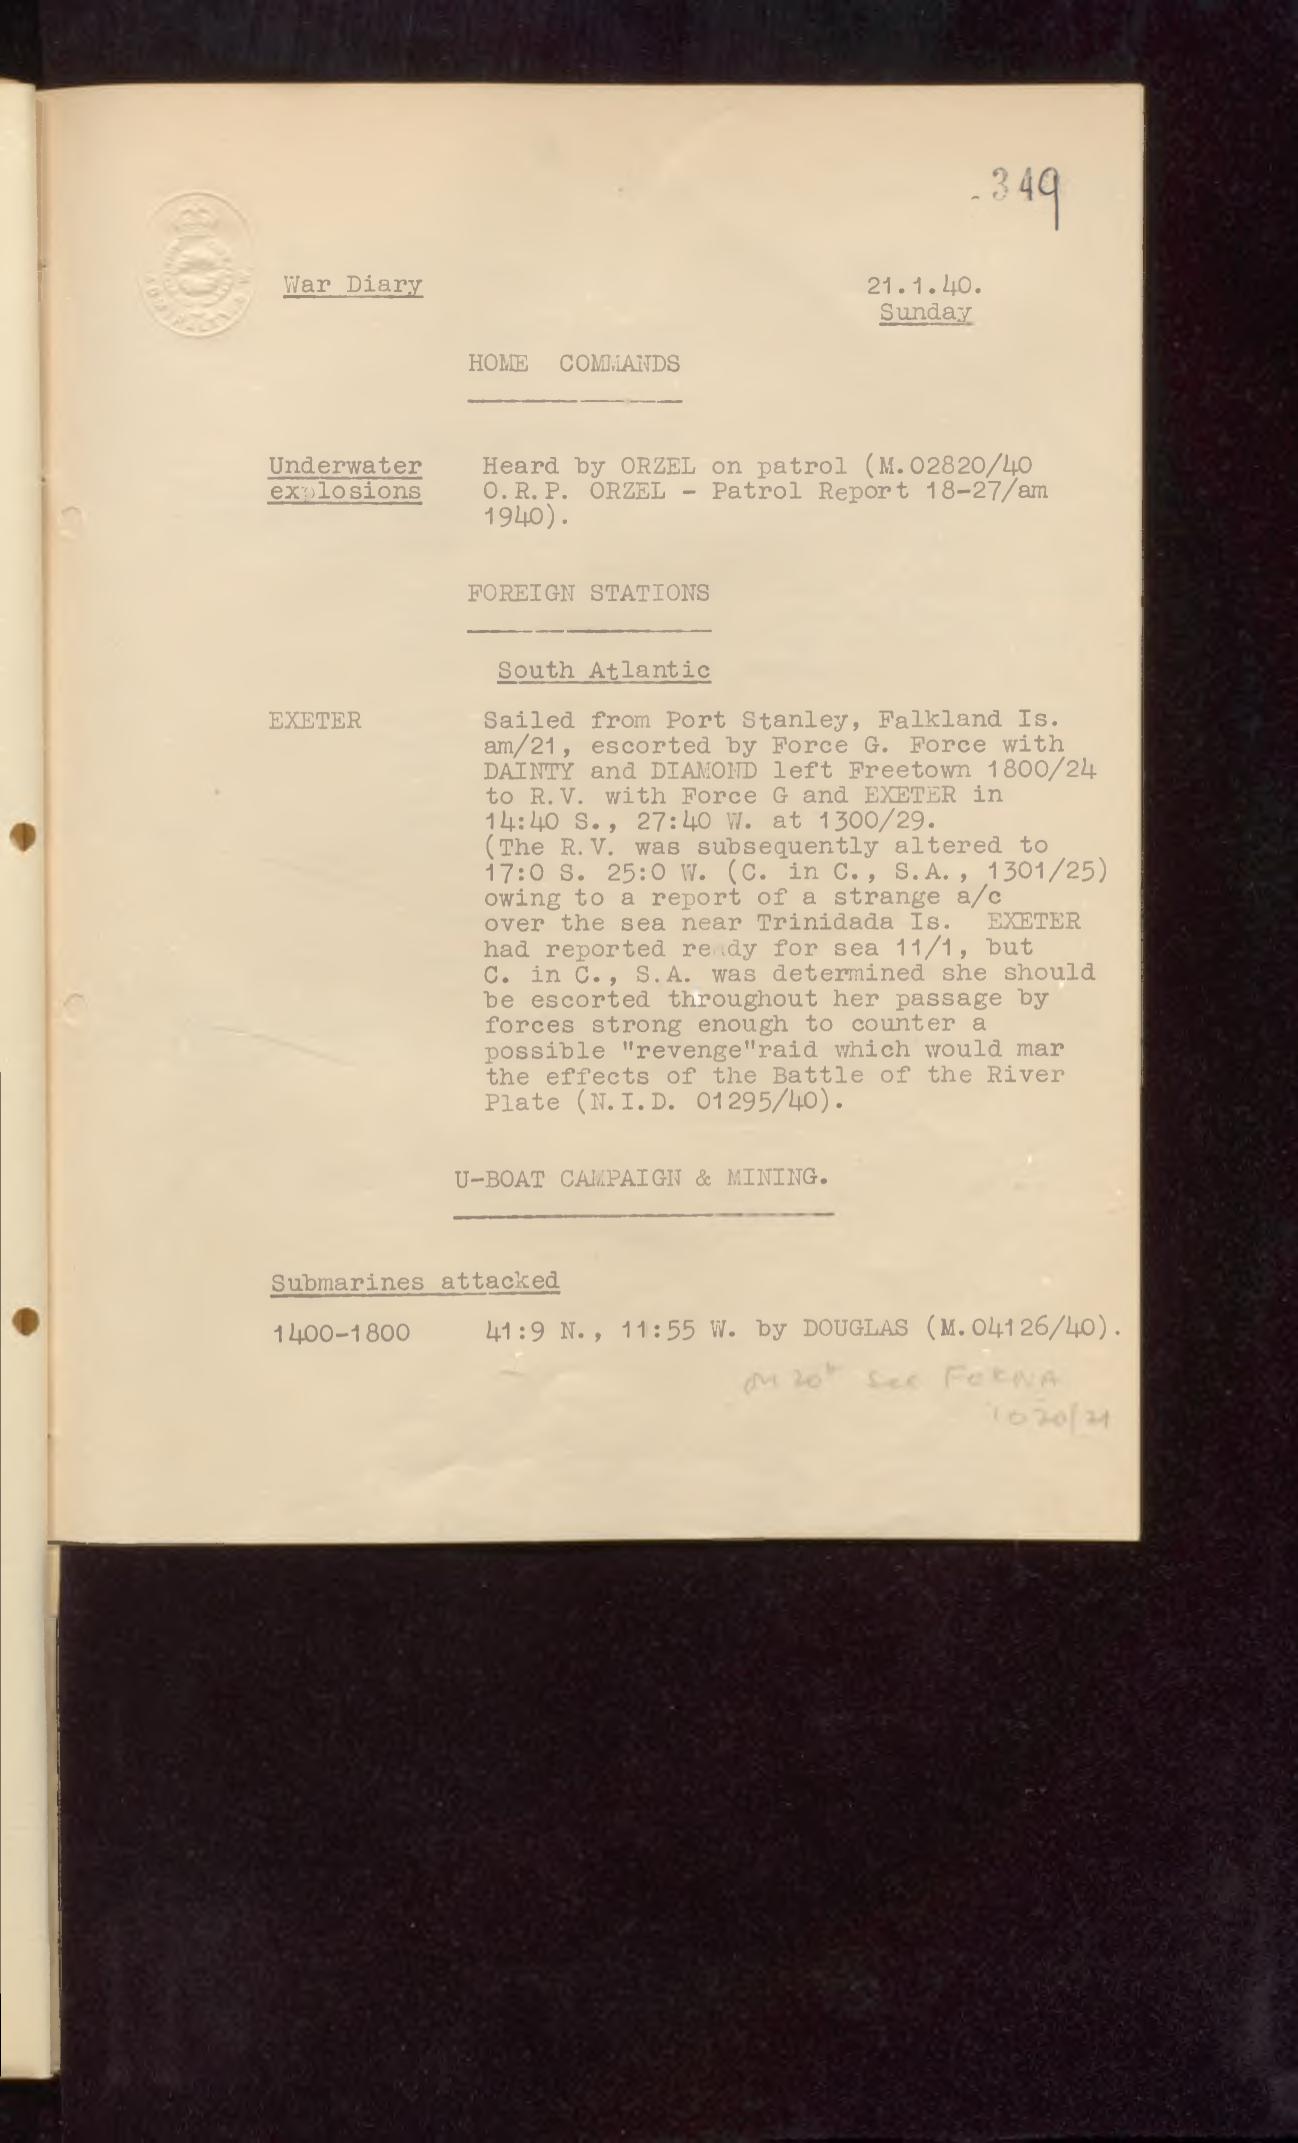 349
War Diary 21.1.40.
Sunday
HOME COMMANDS
Underwater Heard by ORZEL on patrol (M.02820/40
explosions O.R.P. ORZEL - Patrol Report 18-27/am
1940).
FOREIGN STATIONS
South Atlantic
EXETER Sailed from Port Stanley, Falkland Is.
am/21, escorted by Force G. Force with
DAINTY and DIAMOND left Freetown 1800/24
to R.V. with Force G and EXETER in
14:40 S., 27:40 W. at 1300/29.
(The R.V. was subsequently altered to
17:0 S. 25:0 W. (C. in C., S.A., 1301/25)
owing to a report of a strange a/c
over the sea near Trinidada Is. EXETER
had reported ready for sea 11/1, but
C. in C., S.A. was determined she should
be escorted throughout her passage by
forces strong enough to counter a
possible "revenge"raid which would mar
the effects of the Battle of the River
Plate (N.I.D. 01295/40).
U-BOAT CAMPAIGN & MINING.
Submarines attacked
1400-1800 41:9 N., 11:55 W. by DOUGLAS (M.04126/40).
20th see FOCNA
1020/21